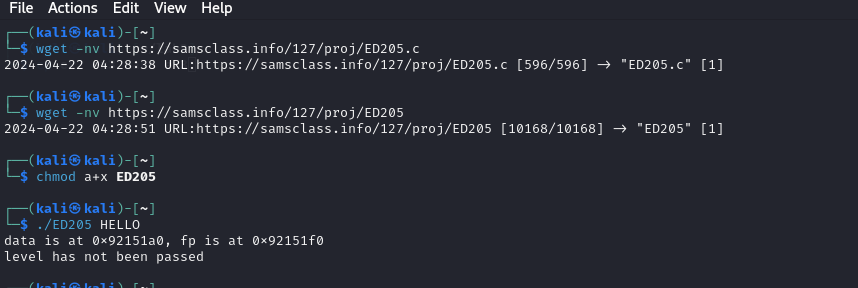 File Actions Edit View Help
┌──(kali㉿kali)-[~]
└─$ wget -nv https://samsclass.info/127/proj/ED205.c
2024-04-22 04:28:38 URL:https://samsclass.info/127/proj/ED205.c [596/596] -> "ED205.c" [1]
┌──(kali㉿kali)-[~]
└─$ wget -nv https://samsclass.info/127/proj/ED205
2024-04-22 04:28:51 URL:https://samsclass.info/127/proj/ED205 [10168/10168] -> "ED205" [1]
┌──(kali㉿kali)-[~]
└─$ chmod a+x ED205
┌──(kali㉿kali)-[~]
└─$ ./ED205 HELLO
data is at 0x92151a0, fp is at 0x92151f0
level has not been passed
┌──(kali㉿kali)-[~]